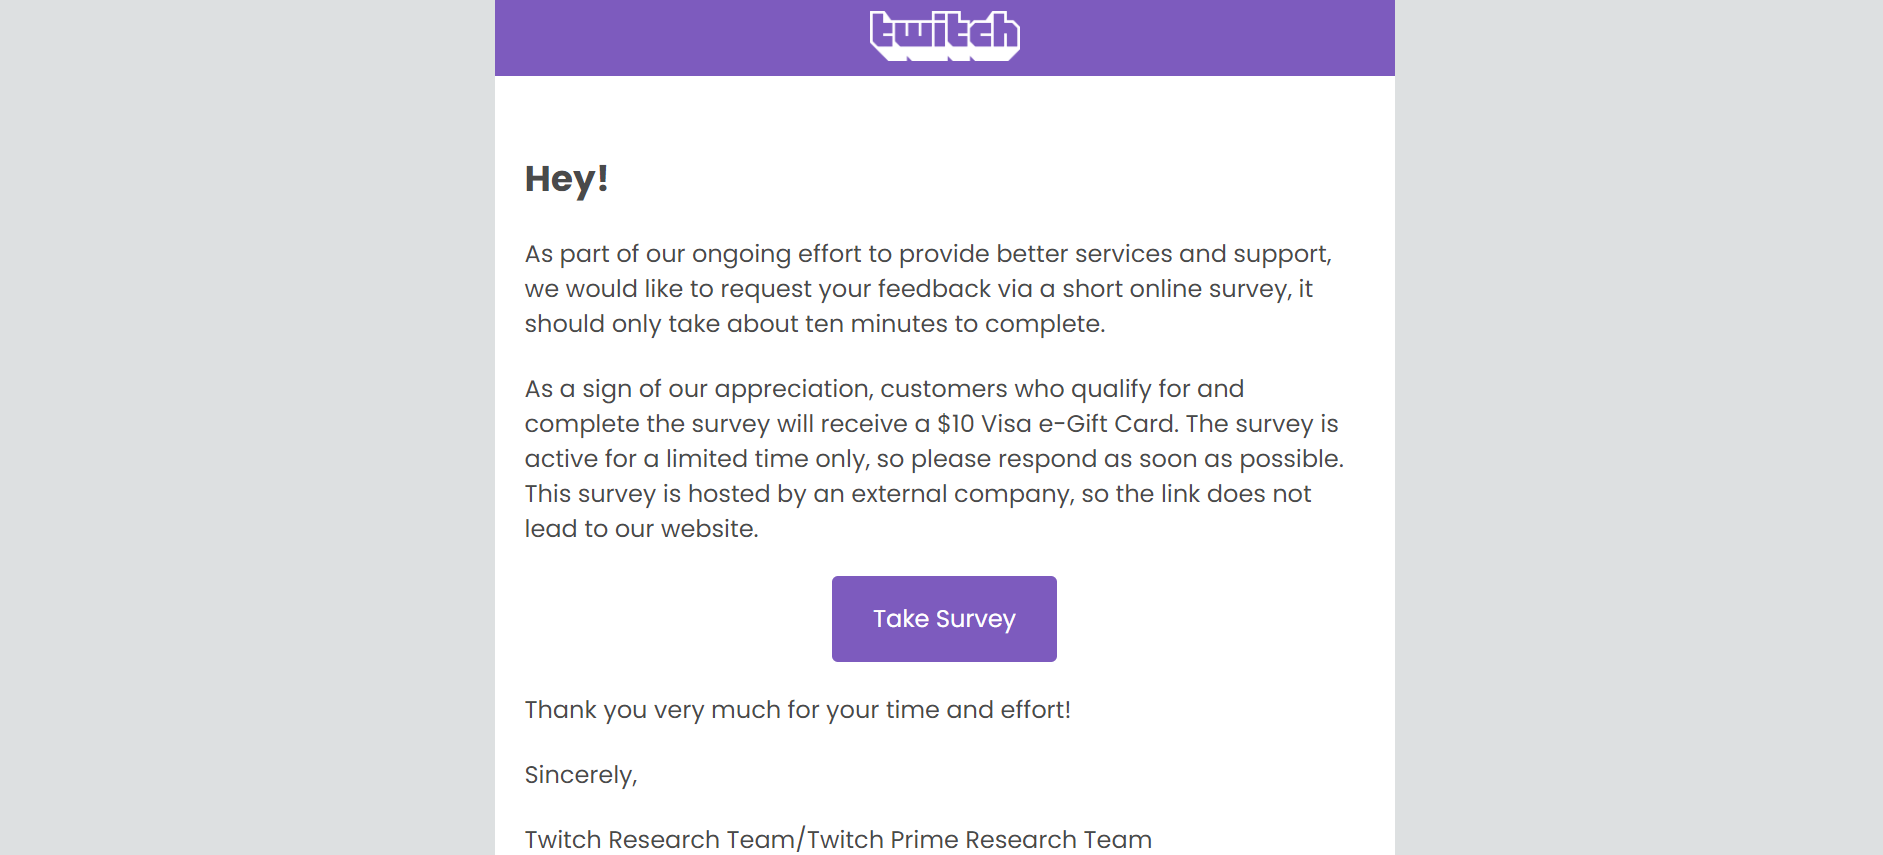 twitch
Hey!
As part of our ongoing effort to provide better services and support,
we would like to request your feedback via a short online survey, it
should only take about ten minutes to complete.
As a sign of our appreciation, customers who qualify for and
complete the survey will receive a $10 Visa e-Gift Card. The survey is
active for a limited time only, so please respond as soon as possible.
This survey is hosted by an external company, so the link does not
lead to our website.
Take Survey
Thank you very much for your time and effort!
Sincerely,
Twitch Research Team/Twitch Prime Research Team